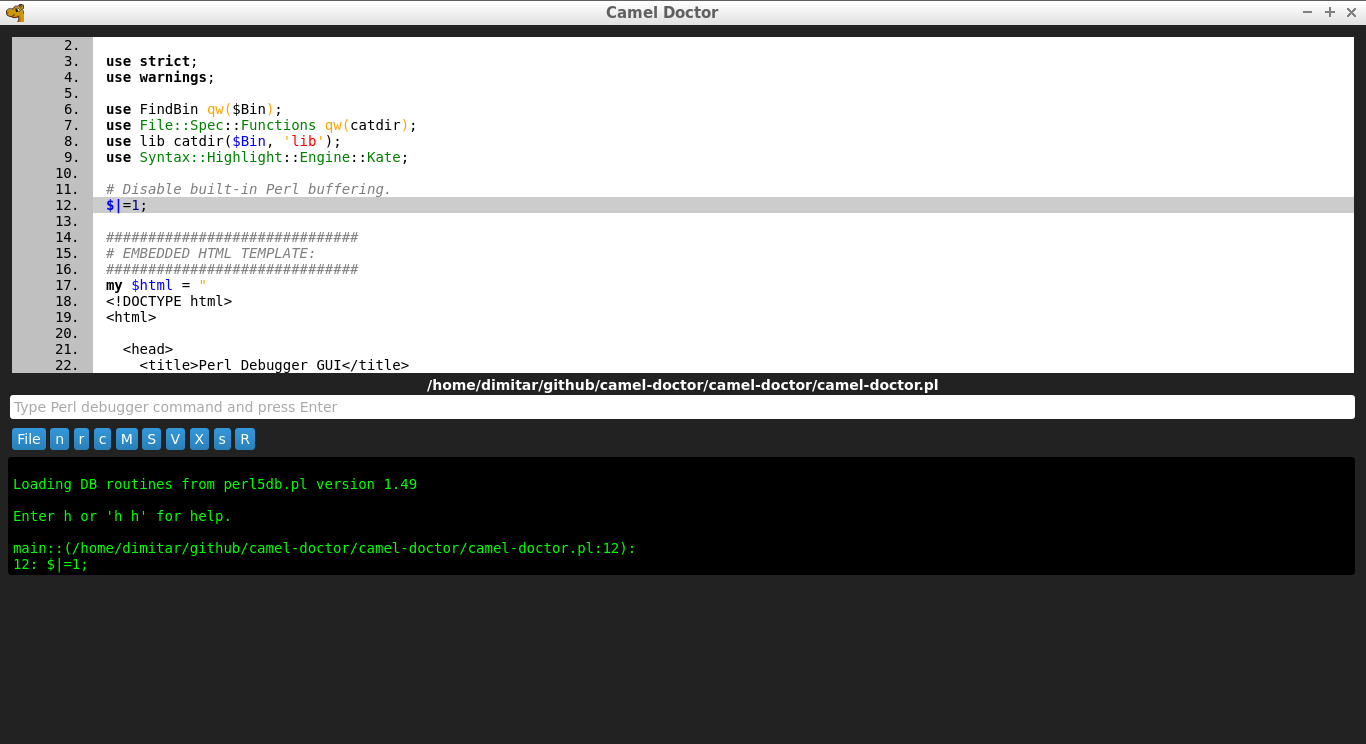 Camel Doctor
2.
3. use strict;
4. use warnings;
5.
6. use FindBin qw($Bin);
7. use File::Spec::Functions qw(catdir);
8. use lib catdir($Bin, 'lib');
9. use Syntax::Highlight::Engine::Kate;
10.
11. # Disable built-in Perl buffering.
12. $|=1;
13.
14. ##############################
15. # EMBEDDED HTML TEMPLATE:
16. ##############################
17. my $html = "
18. <!DOCTYPE html>
19. <html>
20.
21.   <head>
22.     <title>Perl Debugger GUI</title>
/home/dimitar/github/camel-doctor/camel-doctor/camel-doctor.pl
Type Perl debugger command and press Enter
File n r c M S V X s R
Loading DB routines from perl5db.pl version 1.49
Enter h or 'h h' for help.
main::(/home/dimitar/github/camel-doctor/camel-doctor/camel-doctor.pl:12):
12: $|=1;